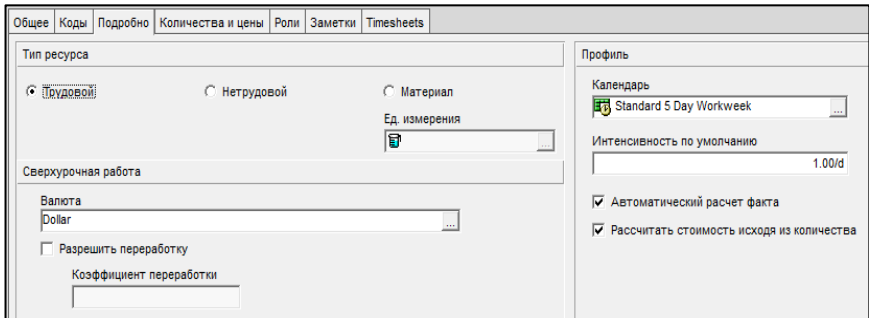 Общее Коды Подробно Количества и цены Роли Заметки Timesheets
Тип ресурса
Трудовой Нетрудовой Материал
Ед. измерения
Сверхурочная работа
Валюта
Dollar
Разрешить переработку
Коэффициент переработки
Профиль
Календарь
Standard 5 Day Workweek
Интенсивность по умолчанию
1.00/d
Автоматический расчет факта
Рассчитать стоимость исходя из количества